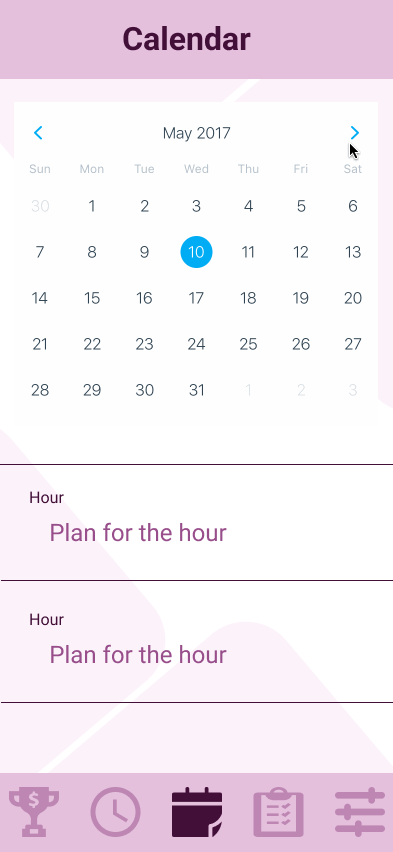 Calendar
May 2017
Sun Mon Tue Wed Thu Fri Sat
30 1 2 3 4 5 6
7 8 9 10 11 12 13
14 15 16 17 18 19 20
21 22 23 24 25 26 27
28 29 30 31 1 2 3
Hour
Plan for the hour
Hour
Plan for the hour
$